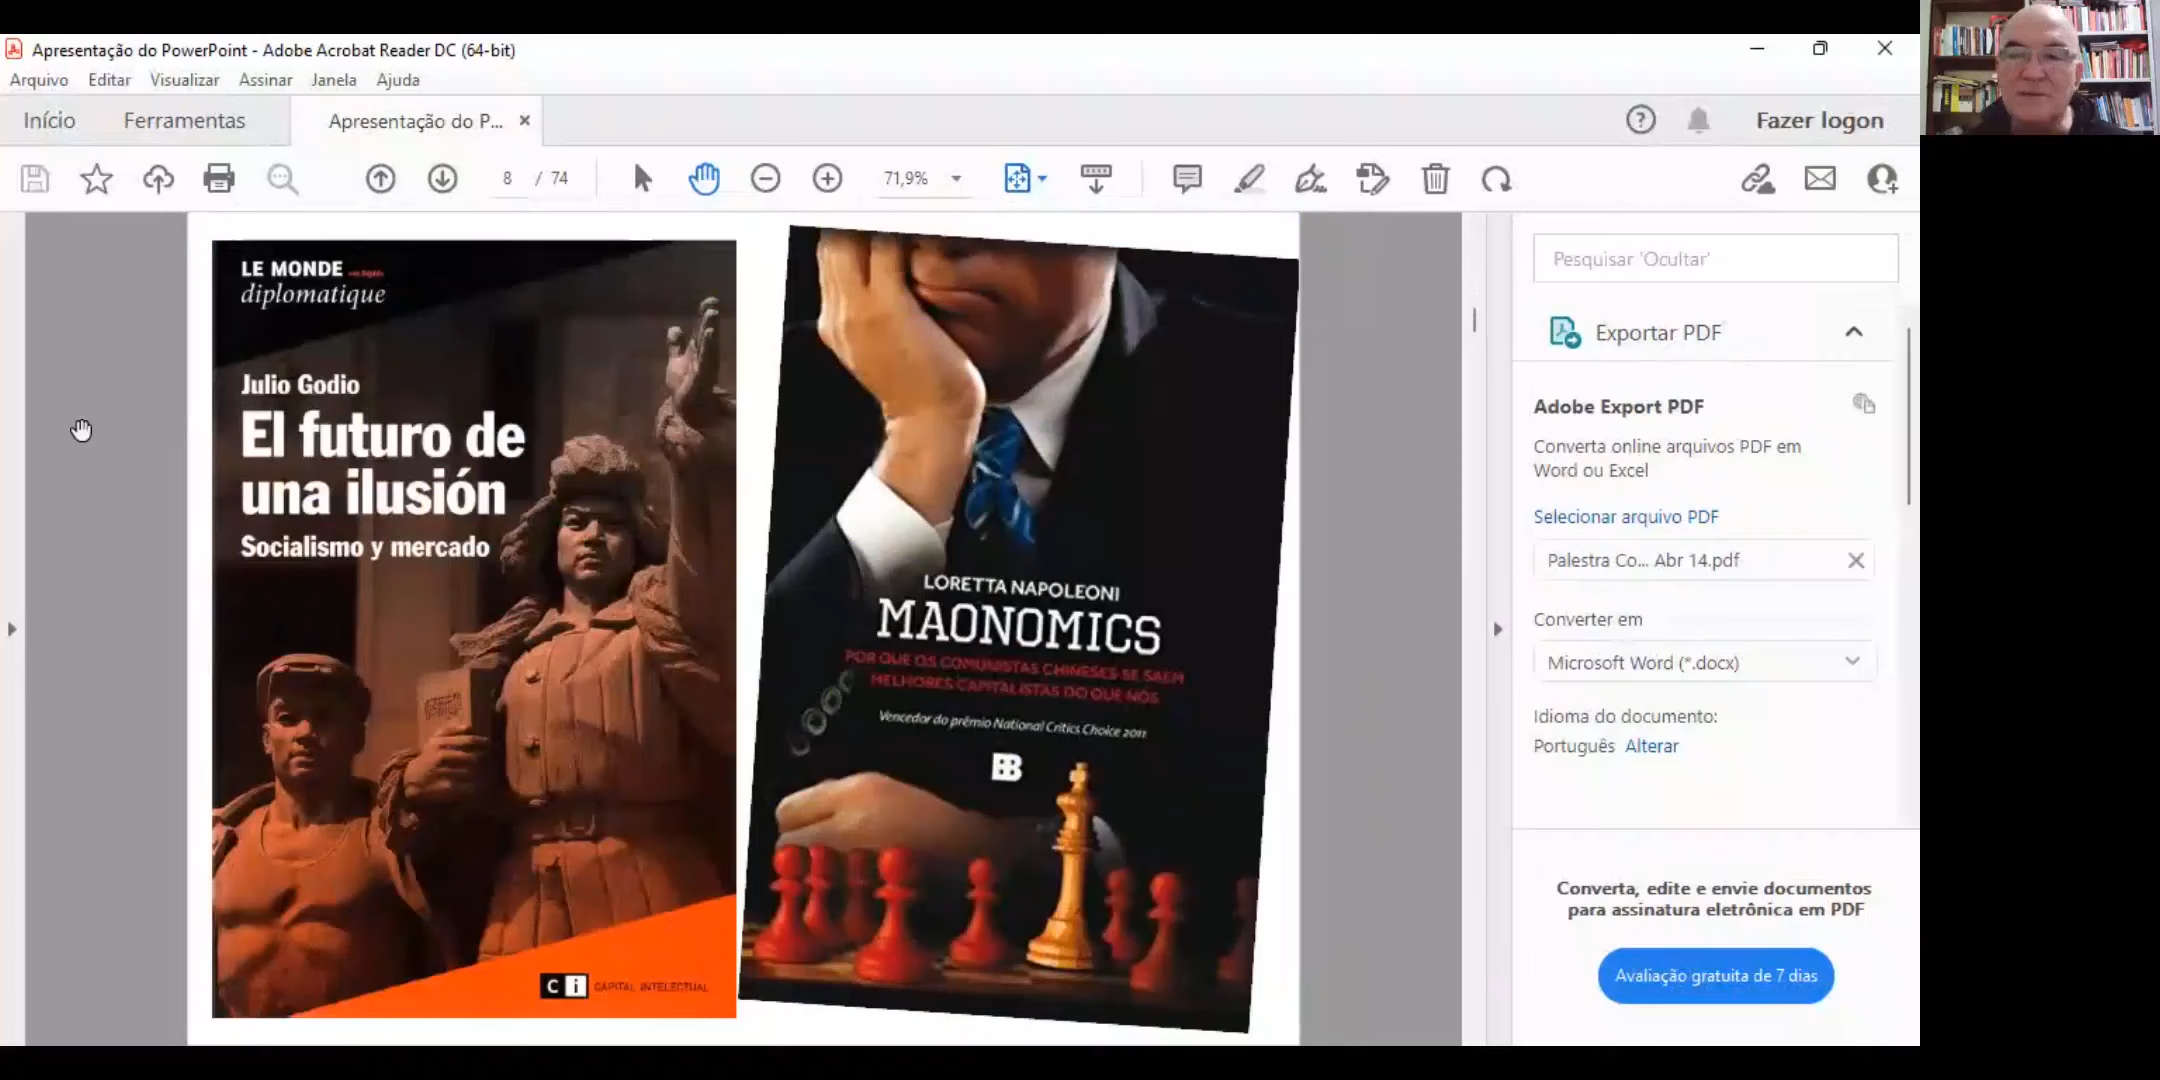 Apresentação do PowerPoint - Adobe Acrobat Reader DC (64-bit)
Arquivo Editar Visualizar Assinar Janela Ajuda
Início Ferramentas Apresentação do P... Fazer logon
8 / 74 71,9%
LE MONDE
diplomatique
Julio Godio
El futuro de
una ilusión
Socialismo y mercado
C i CAPITAL INTELECTUAL
LORETTA NAPOLEONI
MAONOMICS
POR QUE OS COMUNISTAS CHINESES SE SAEM
MELHORES CAPITALISTAS DO QUE NÓS
Vencedor do prêmio National Critics Choice 2011
Pesquisar 'Ocultar'
Exportar PDF
Adobe Export PDF
Converta online arquivos PDF em
Word ou Excel
Selecionar arquivo PDF
Palestra Co... Abr 14.pdf
Converter em
Microsoft Word (*.docx)
Idioma do documento:
Português Alterar
Converta, edite e envie documentos
para assinatura eletrônica em PDF
Avaliação gratuita de 7 dias